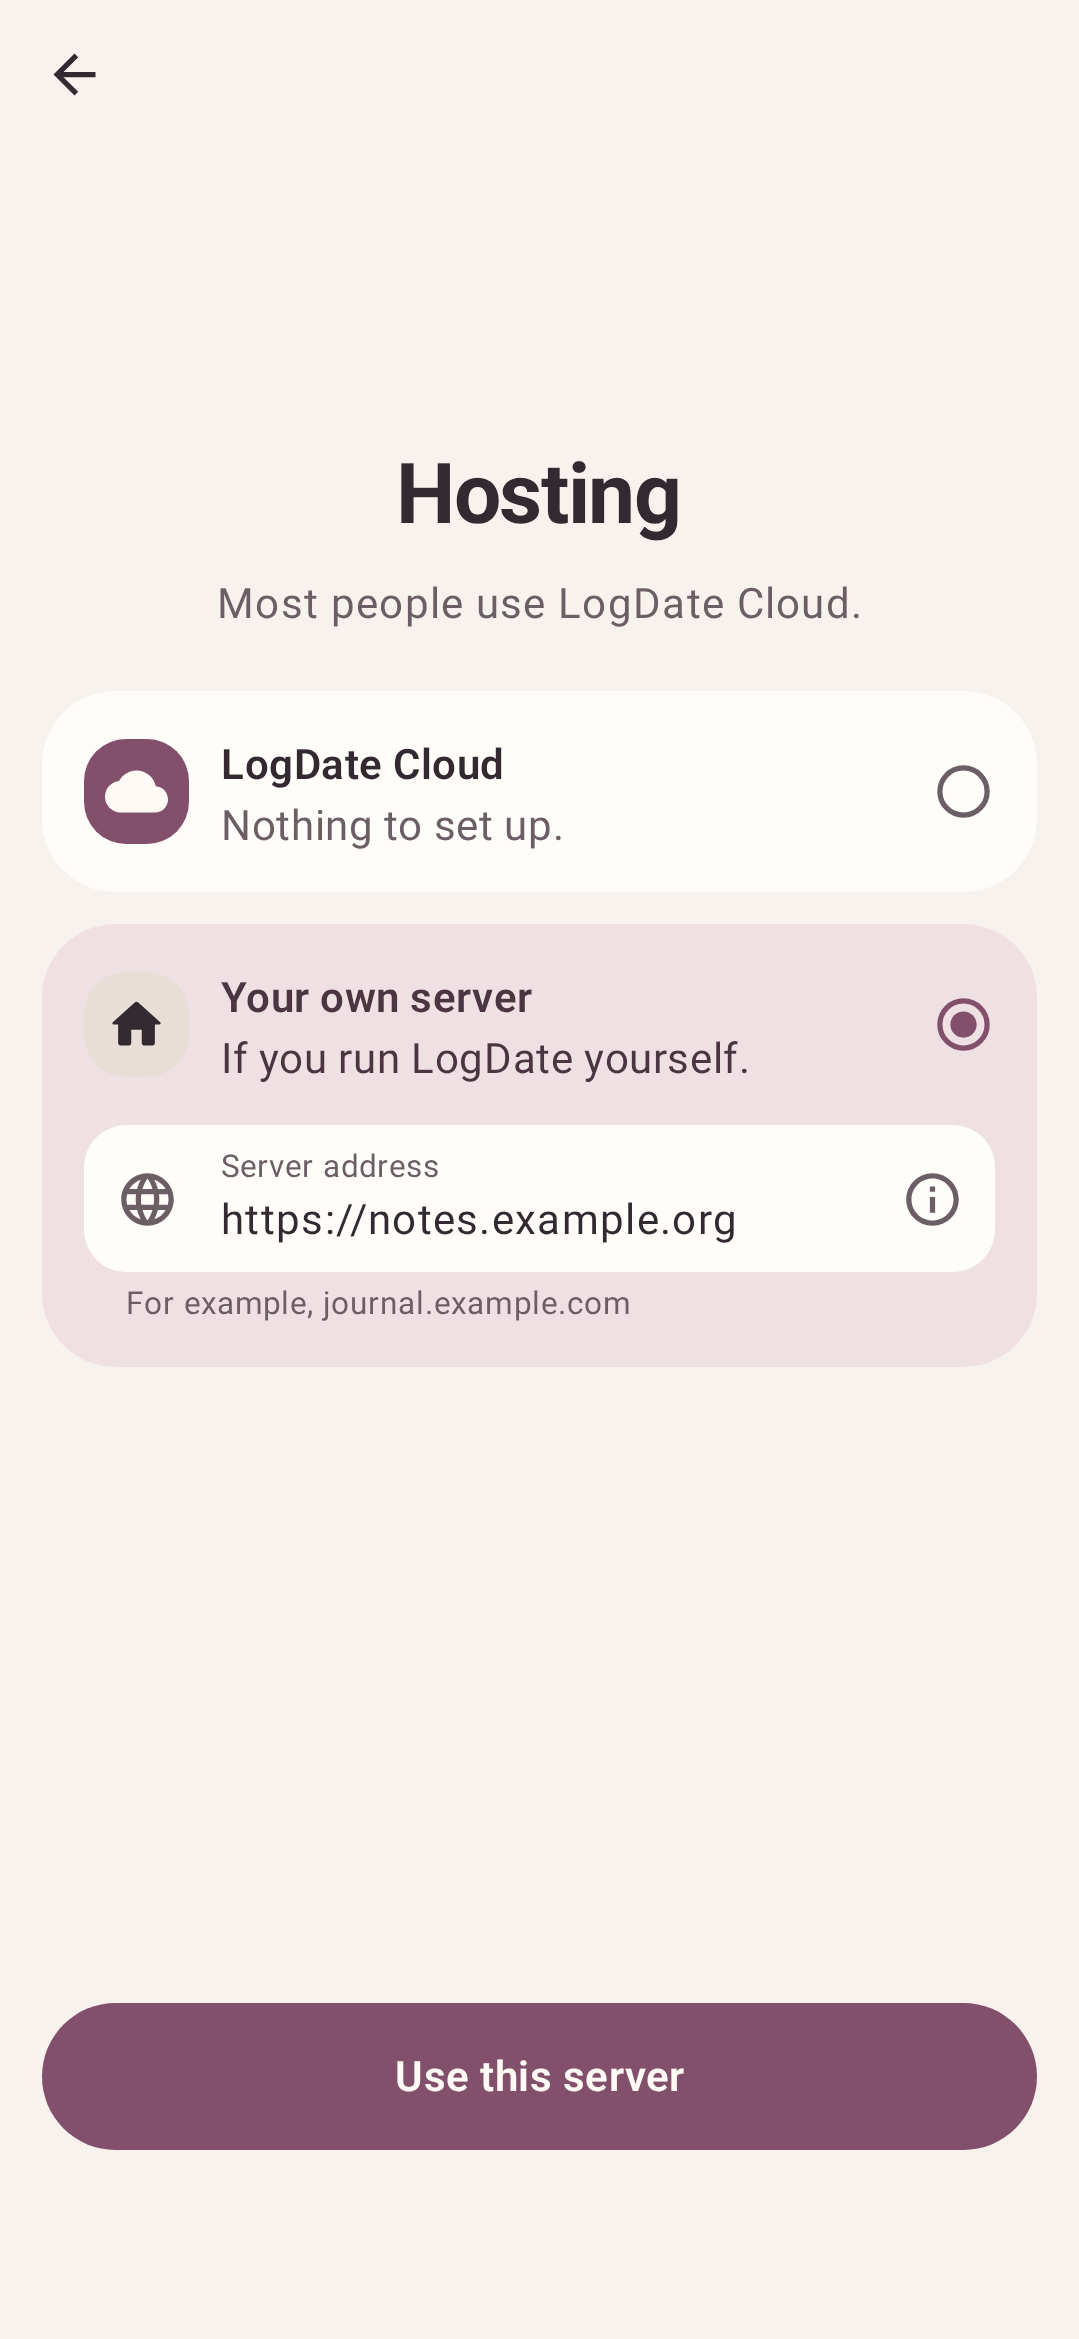 Hosting
Most people use LogDate Cloud.
LogDate Cloud
Nothing to set up.
Your own server
If you run LogDate yourself.
Server address
https://notes.example.org
For example, journal.example.com
Use this server